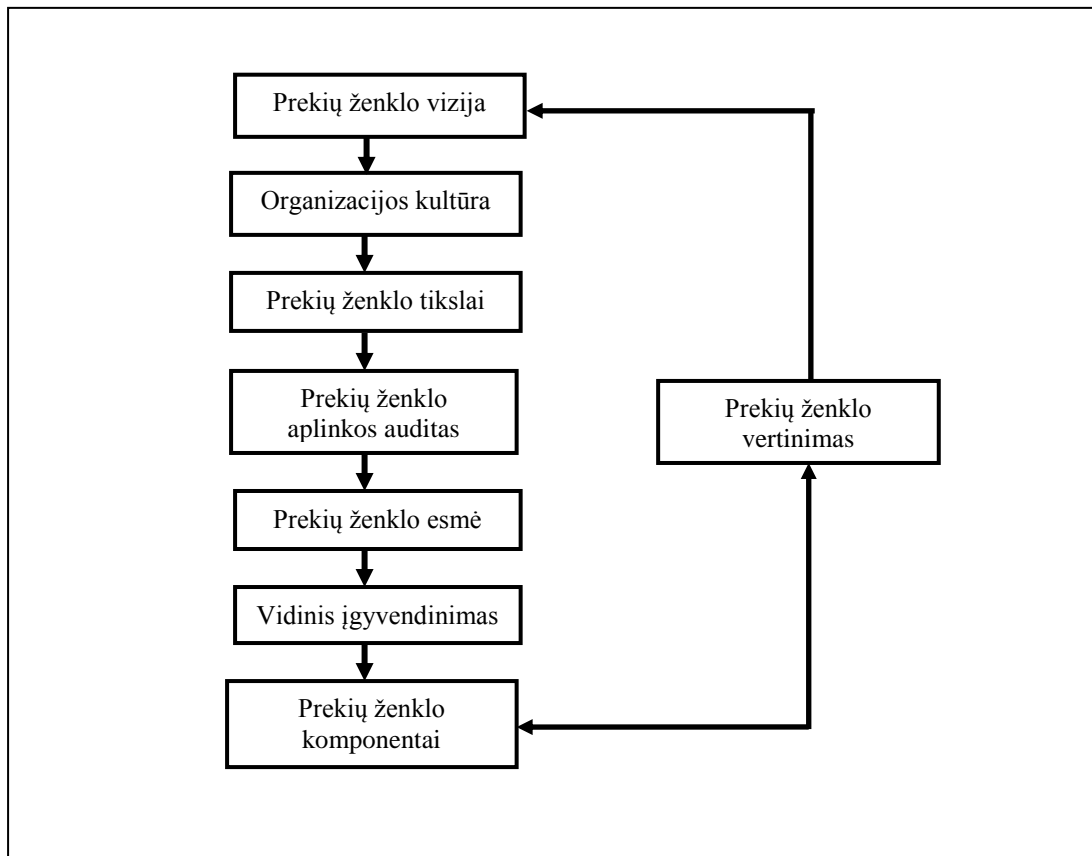 Prekių ženklo vizija
Organizacijos kultūra
Prekių ženklo tikslai
Prekių ženklo
aplinkos auditas
Prekių ženklo esmė
Vidinis įgyvendinimas
Prekių ženklo
komponentai
Prekių ženklo
vertinimas